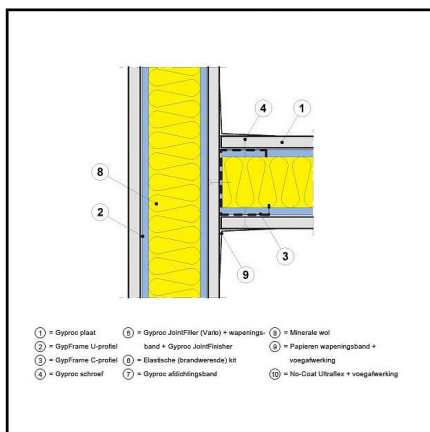 4
1
8
2
3
9
1 = Gyproc plaat
2 = GypFrame U-profiel
3 = GypFrame C-profiel
4 = Gyproc schroef
5 = Gyproc JointFiller (Vario) + wapenings-
band + Gyproc JointFinisher
6 = Elastische (brandwerende) kit
7 = Gyproc afdichtingsband
8 = Minerale wol
9 = Papieren wapeningsband +
voegafwerking
10 = No-Coat Ultraflex + voegafwerking